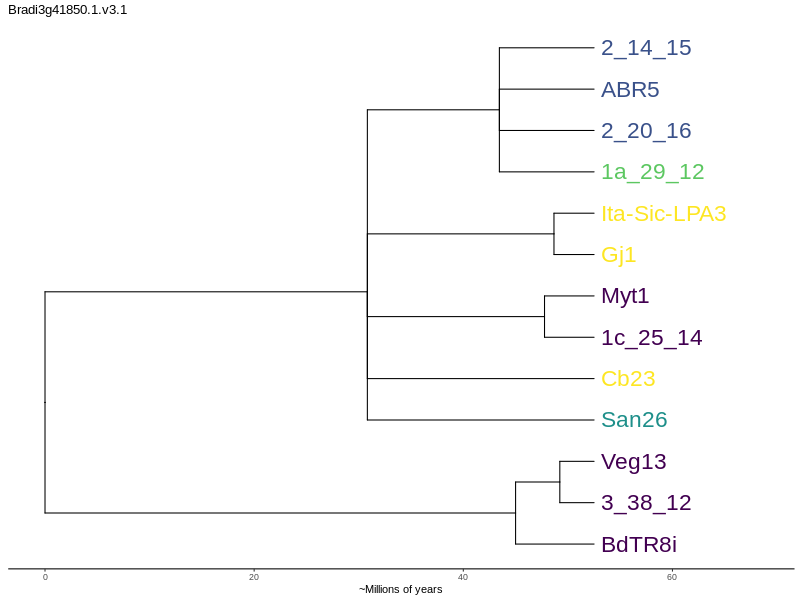 Bradi3g41850.1.v3.1
2_14_15
ABR5
2_20_16
1a_29_12
Ita-Sic-LPA3
Gj1
Myt1
1c_25_14
Cb23
San26
Veg13
3_38_12
BdTR8i
0 20 40 60
~Millions of years